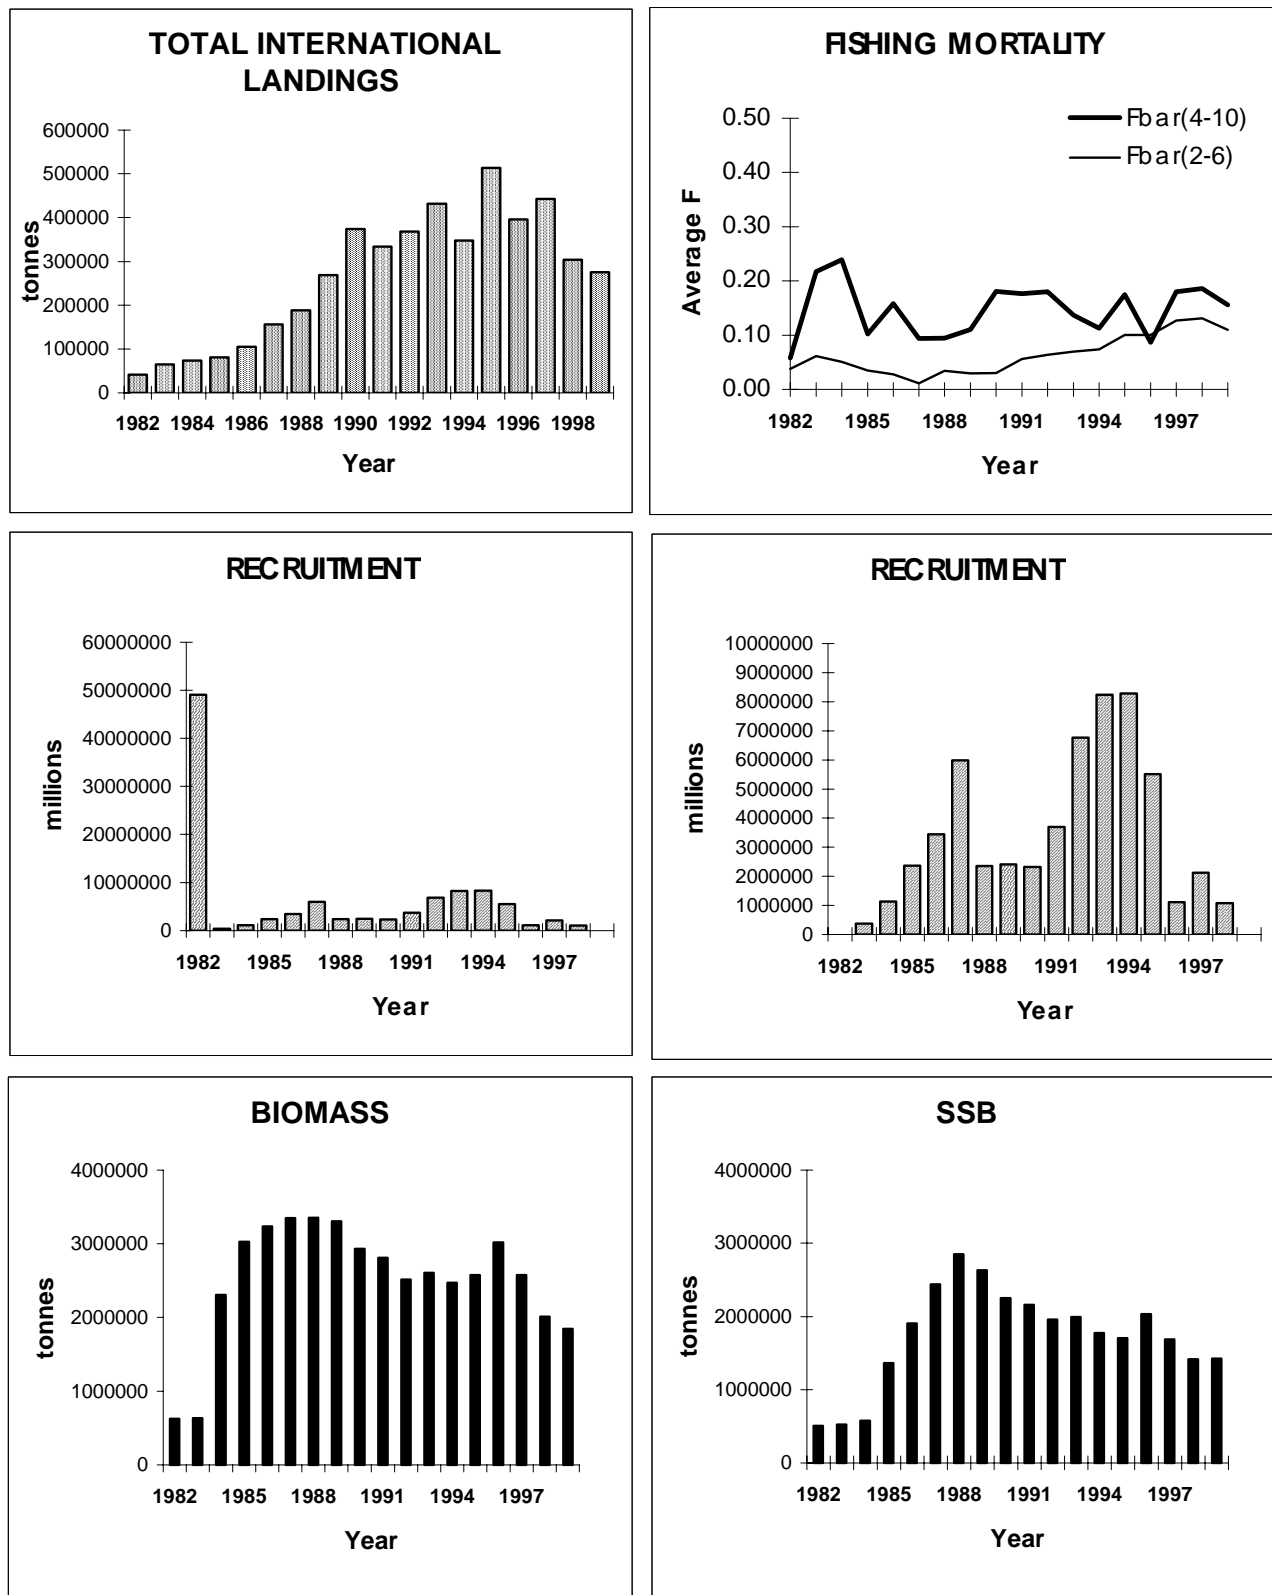 TOTAL INTERNATIONAL
LANDINGS
600000
500000
400000
300000
200000
100000
0
tonnes
1982 1984 1986 1988 1990 1992 1994 1996 1998
Year
FISHING MORTALITY
0.50
0.40
0.30
0.20
0.10
0.00
Average F
Fbar(4-10)
Fbar(2-6)
1982 1985 1988 1991 1994 1997
Year
RECRUITMENT
60000000
50000000
40000000
30000000
20000000
10000000
0
millions
1982 1985 1988 1991 1994 1997
Year
RECRUITMENT
10000000
9000000
8000000
7000000
6000000
5000000
4000000
3000000
2000000
1000000
0
millions
1982 1985 1988 1991 1994 1997
Year
BIOMASS
4000000
3000000
2000000
1000000
0
tonnes
1982 1985 1988 1991 1994 1997
Year
SSB
4000000
3000000
2000000
1000000
0
tonnes
1982 1985 1988 1991 1994 1997
Year